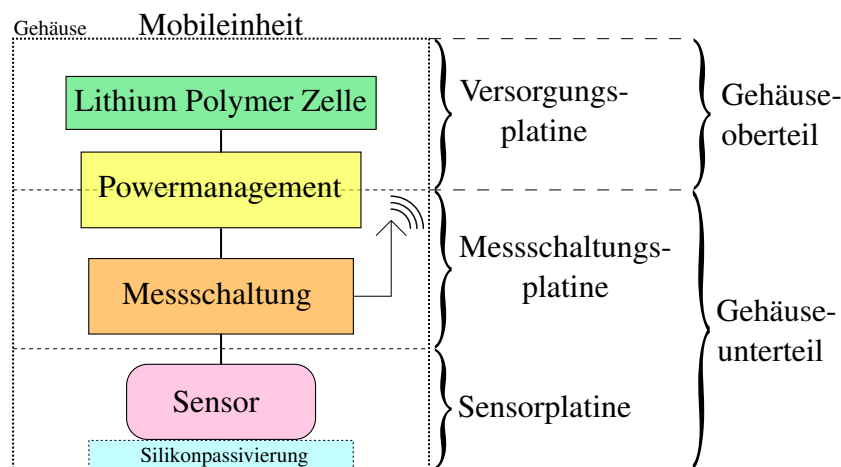 Gehäuse
Mobileinheit
Lithium Polymer Zelle
Versorgungs-
platine
Gehäuse-
oberteil
Powermanagement
Messschaltungs-
platine
Messschaltung
Gehäuse-
unterteil
Sensor
Sensorplatine
Silikonpassivierung